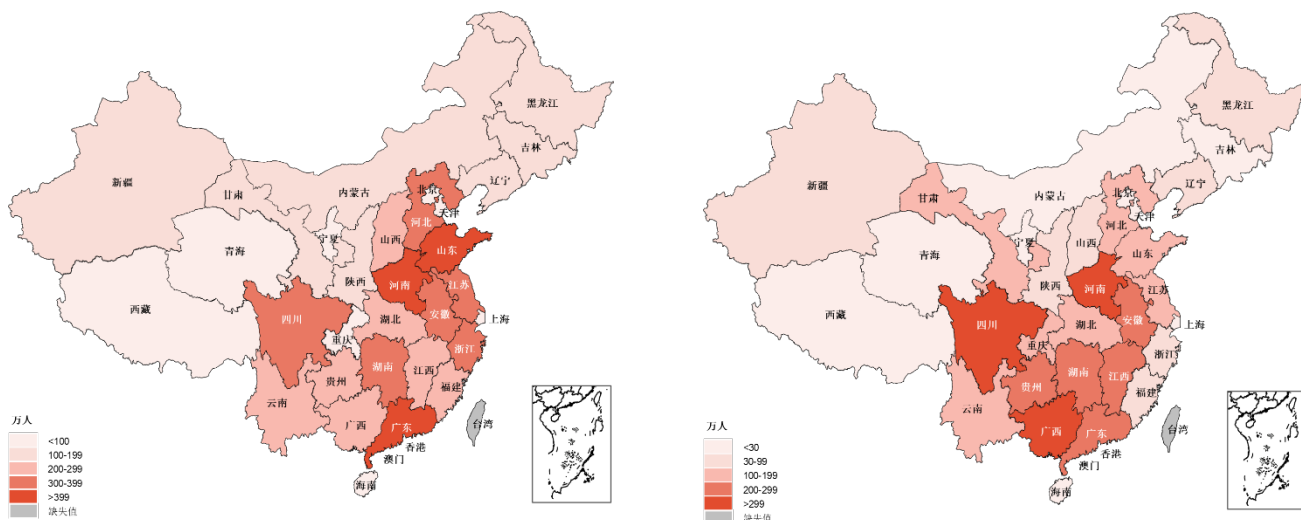 黑龙江
吉林
辽宁
新疆
甘肃
内蒙古
北京
天津
河北
山西
宁夏
山东
青海
陕西
河南
江苏
西藏
四川
湖北
安徽
上海
重庆
浙江
湖南
江西
贵州
福建
云南
广西
广东
台湾
香港
澳门
海南
万人
<100
100-199
200-299
300-399
>399
缺失值
黑龙江
吉林
辽宁
新疆
甘肃
内蒙古
北京
天津
河北
山西
宁夏
山东
青海
陕西
河南
江苏
西藏
四川
湖北
安徽
上海
重庆
浙江
湖南
江西
贵州
福建
云南
广西
广东
台湾
香港
澳门
海南
万人
<30
30-99
100-199
200-299
>299
缺失值